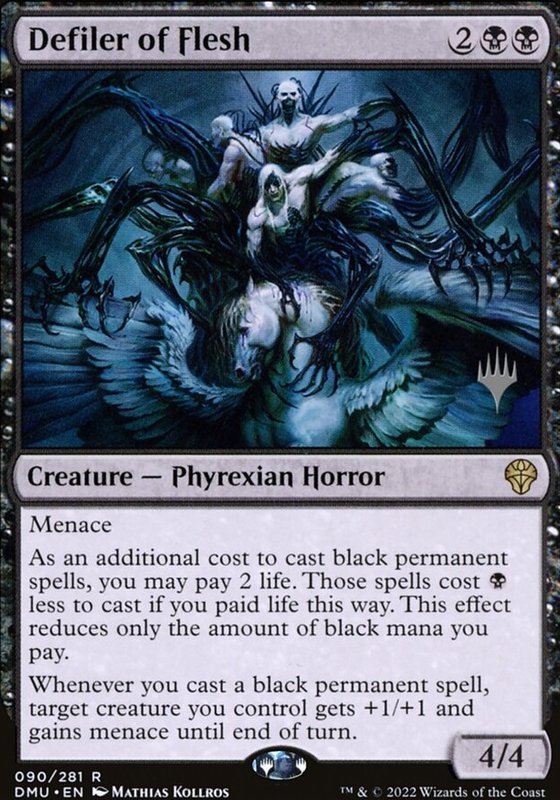 Defiler of Flesh 2
Creature — Phyrexian Horror
Menace
As an additional cost to cast black permanent
spells, you may pay 2 life. Those spells cost
less to cast if you paid life this way. This effect
reduces only the amount of black mana you
pay.
Whenever you cast a black permanent spell,
target creature you control gets +1/+1 and
gains menace until end of turn.
4/4
090/281 R
DMU • EN Mathias Kollros
™ & © 2022 Wizards of the Coast